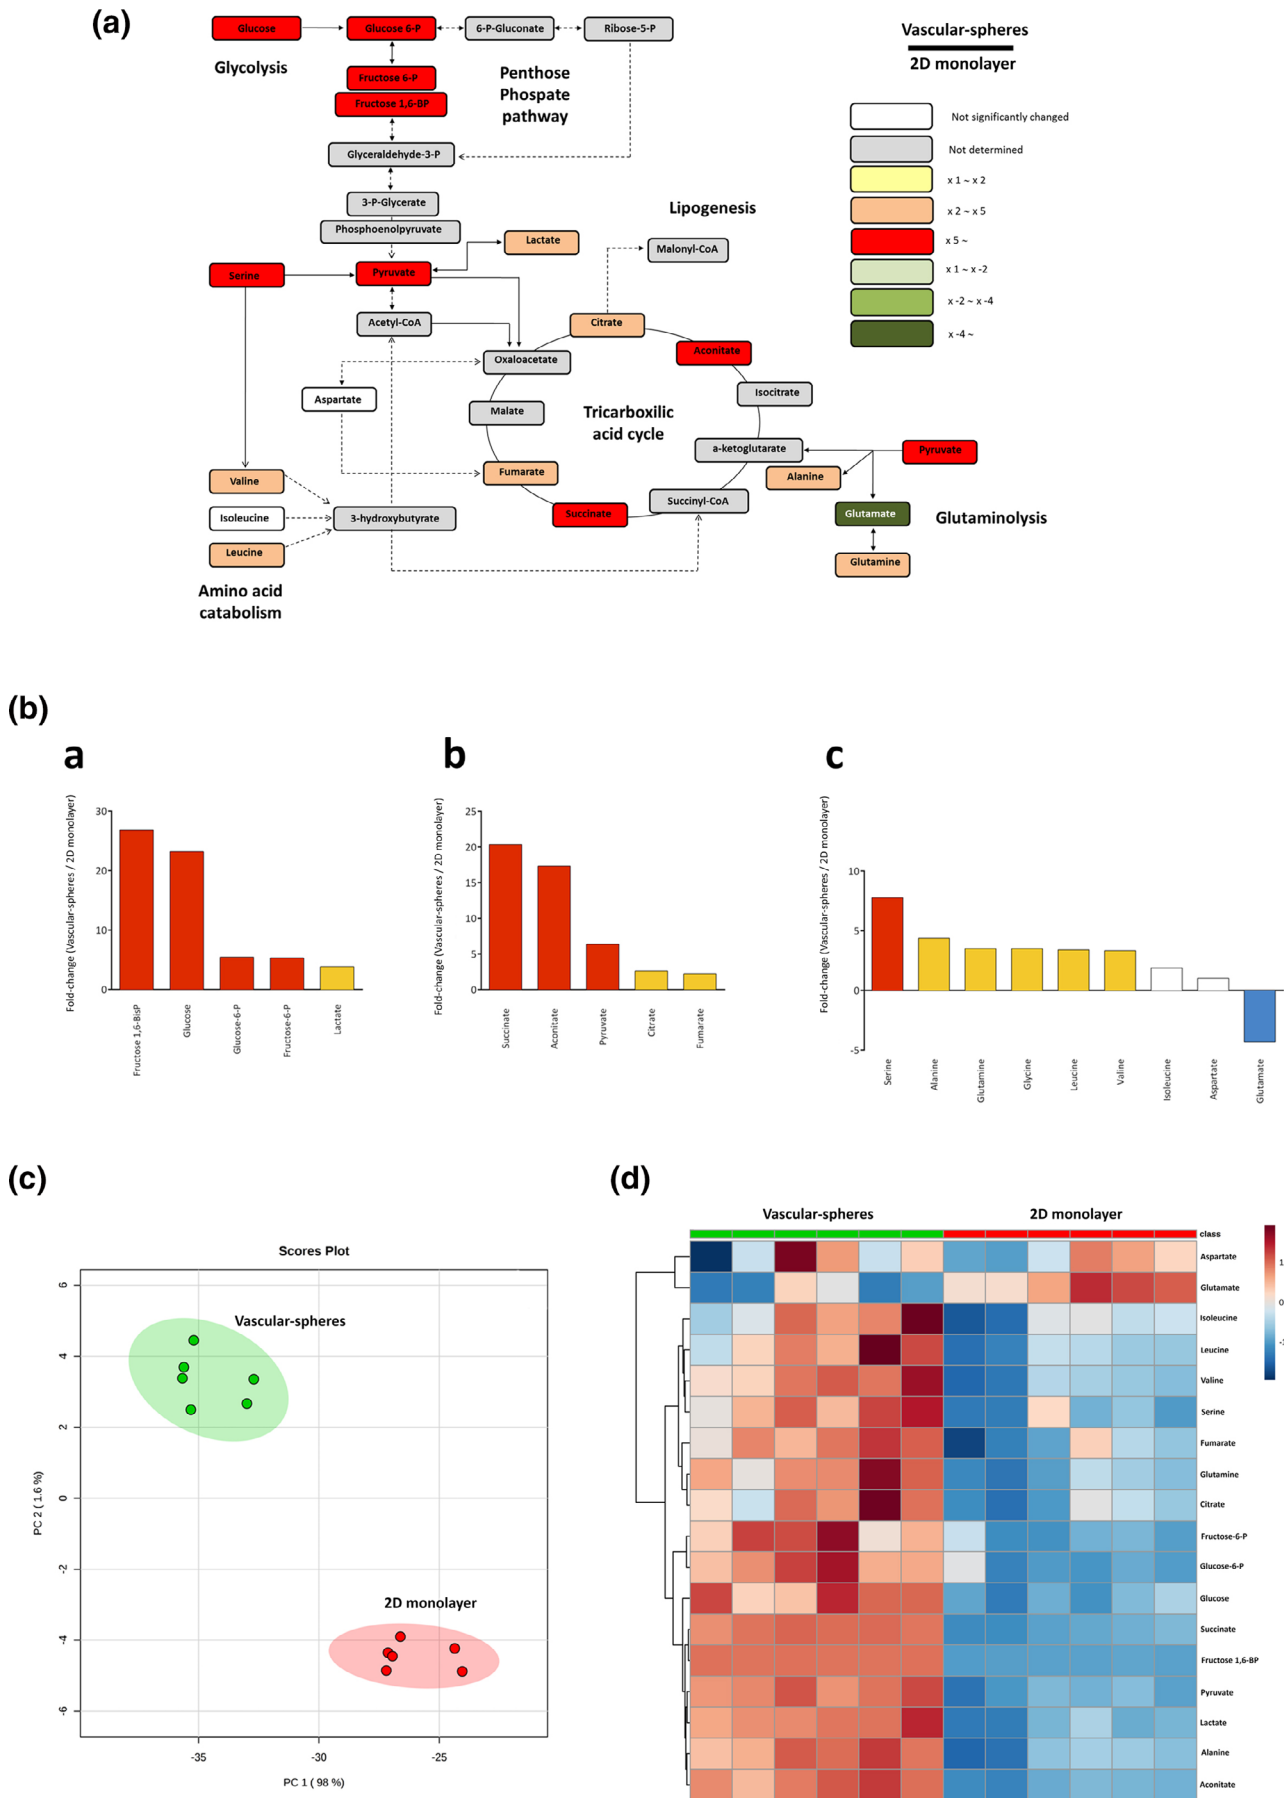 (a)
Vascular-spheres
2D monolayer
Glucose
Glucose 6-P
6-P-Gluconate
Ribose-5-P
Glycolysis
Fructose 6-P
Fructose 1,6-BP
Penthose
Phospate
pathway
Glyceraldehyde-3-P
3-P-Glycerate
Phosphoenolpyruvate
Lactate
Lipogenesis
Malonyl-CoA
Serine
Pyruvate
Acetyl-CoA
Citrate
Oxaloacetate
Aconitate
Isocitrate
Aspartate
Malate
Tricarboxilic
acid cycle
a-ketoglutarate
Pyruvate
Alanine
Fumarate
Valine
Isoleucine
Leucine
3-hydroxybutyrate
Succinate
Succinyl-CoA
Glutamate
Glutaminolysis
Glutamine
Amino acid
catabolism
Not significantly changed
Not determined
x 1 ~ x 2
x 2 ~ x 5
x 5 ~
x 1 ~ x -2
x -2 ~ x -4
x -4 ~
(b)
a
Fold-change (Vascular-spheres / 2D monolayer)
30
20
10
0
Fructose 1,6-BisP
Glucose
Glucose-6-P
Fructose-6-P
Lactate
b
Fold-change (Vascular-spheres / 2D monolayer)
25
20
15
10
5
0
Succinate
Aconitate
Pyruvate
Citrate
Fumarate
c
Fold-change (Vascular-spheres / 2D monolayer)
10
5
0
-5
Serine
Alanine
Glutamine
Glycine
Leucine
Valine
Isoleucine
Aspartate
Glutamate
(c)
Scores Plot
Vascular-spheres
2D monolayer
PC 2 ( 1.6 %)
6
4
2
0
-2
-4
-6
-35
-30
-25
PC 1 ( 98 %)
(d)
Vascular-spheres
2D monolayer
class
Aspartate
Glutamate
Isoleucine
Leucine
Valine
Serine
Fumarate
Glutamine
Citrate
Fructose-6-P
Glucose-6-P
Glucose
Succinate
Fructose 1,6-BP
Pyruvate
Lactate
Alanine
Aconitate
1
0